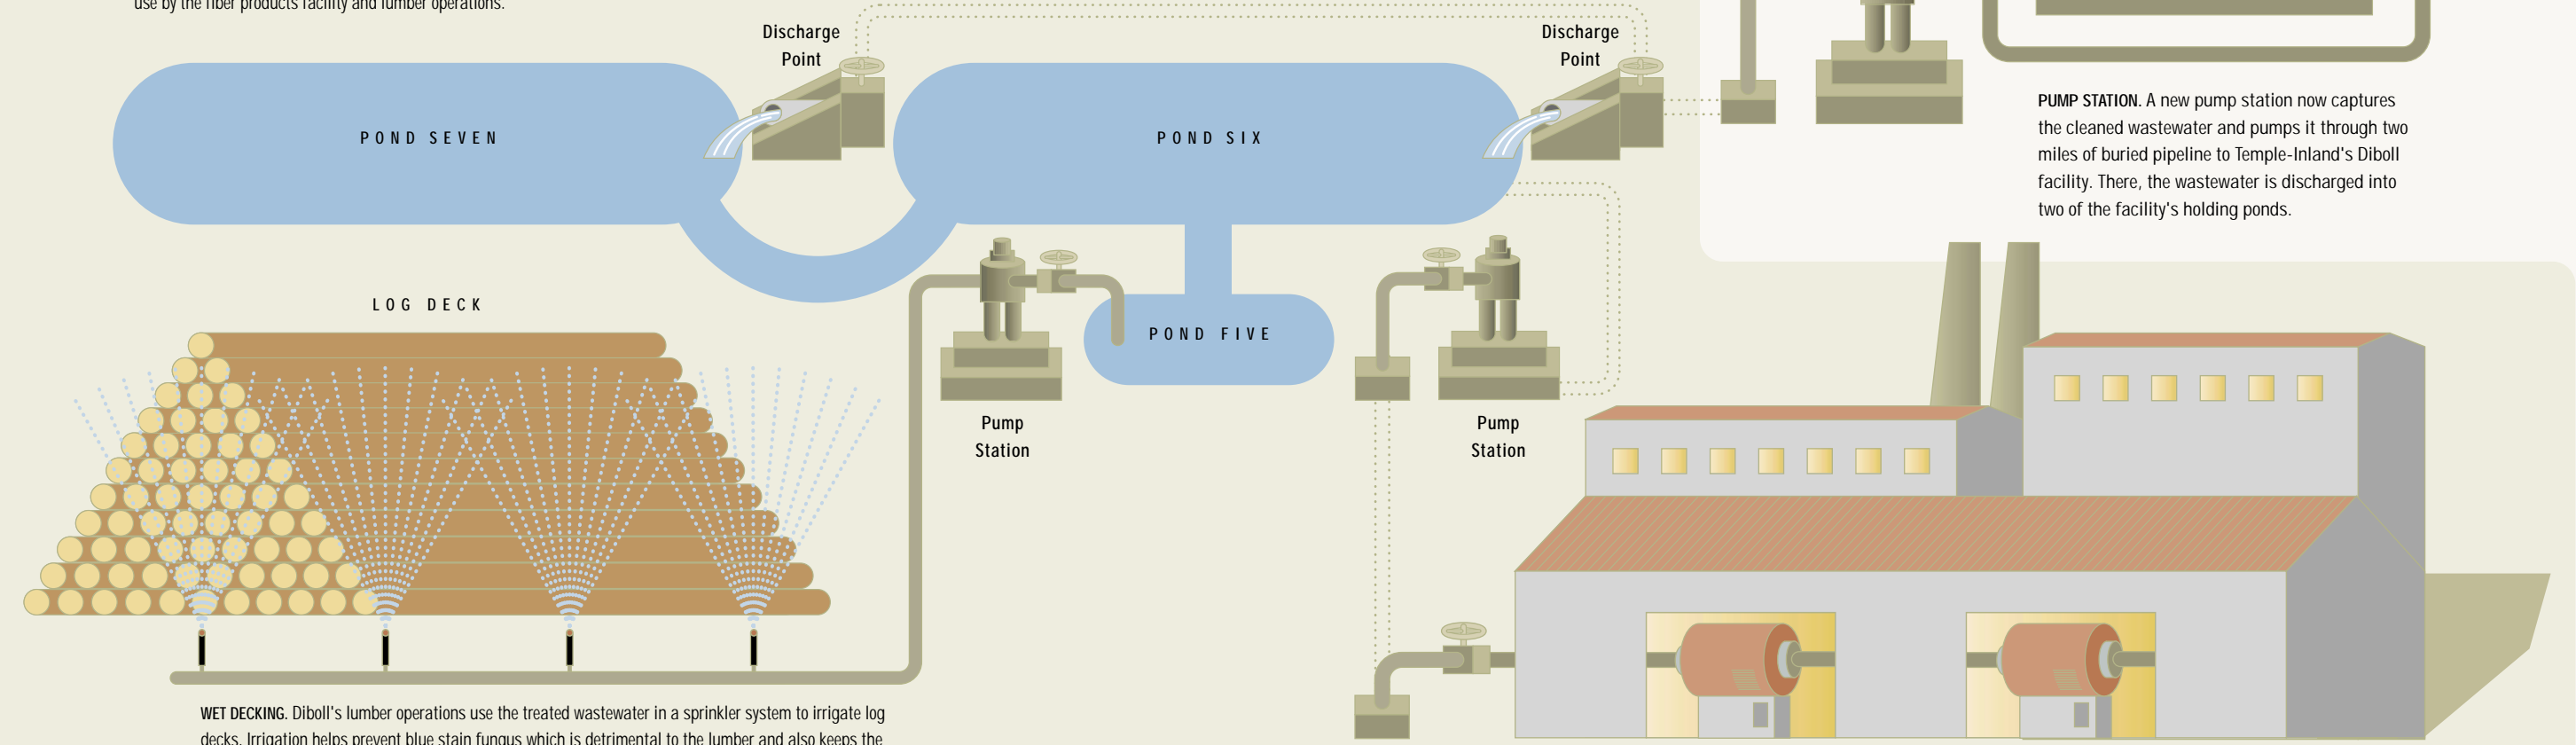 use by the fiber products facility and lumber operations.
Discharge
Point
Discharge
Point
POND SEVEN
POND SIX
PUMP STATION. A new pump station now captures
the cleaned wastewater and pumps it through two
miles of buried pipeline to Temple-Inland's Diboll
facility. There, the wastewater is discharged into
two of the facility's holding ponds.
LOG DECK
POND FIVE
Pump
Station
Pump
Station
WET DECKING. Diboll's lumber operations use the treated wastewater in a sprinkler system to irrigate log
decks. Irrigation helps prevent blue stain fungus which is detrimental to the lumber and also keeps the